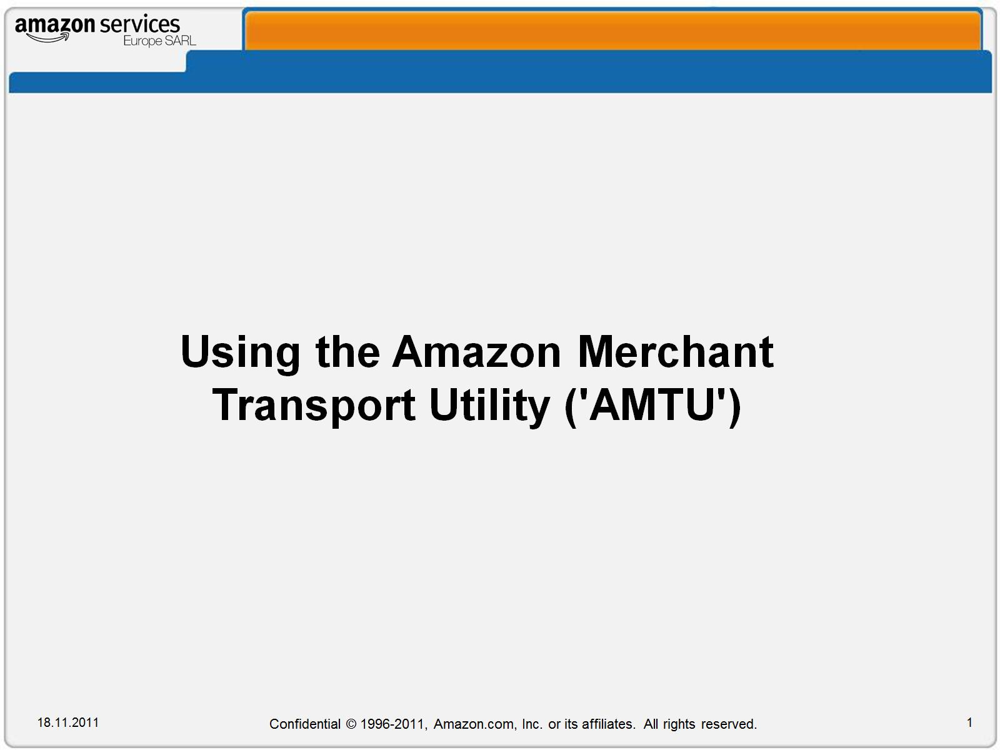 amazon services
Europe SARL
Using the Amazon Merchant
Transport Utility ('AMTU')
18.11.2011
Confidential © 1996-2011, Amazon.com, Inc. or its affiliates. All rights reserved.
1